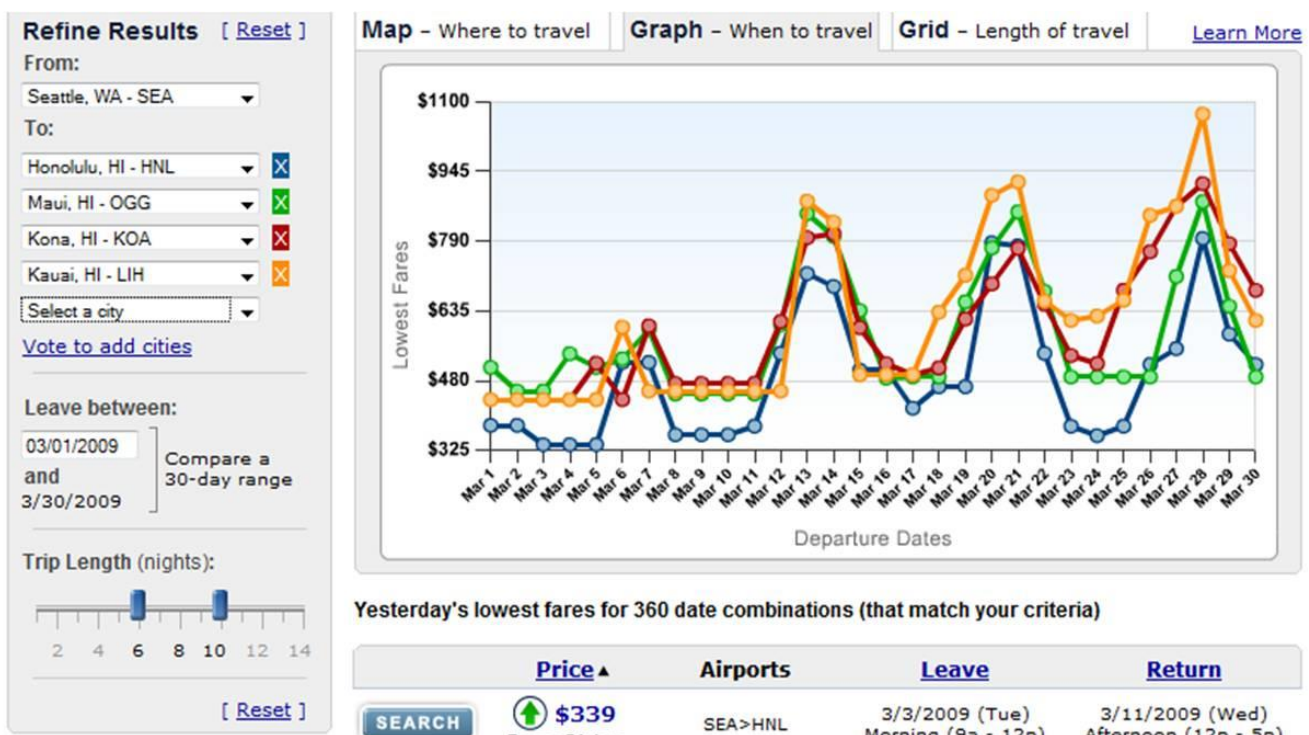 Refine Results [ Reset ]
From:
Seattle, WA - SEA
To:
Honolulu, HI - HNL X
Maui, HI - OGG X
Kona, HI - KOA X
Kauai, HI - LIH X
Select a city
Vote to add cities
Leave between:
03/01/2009
and
3/30/2009
Compare a
30-day range
Trip Length (nights):
2 4 6 8 10 12 14
[ Reset ]
Map – Where to travel
Graph – When to travel
Grid – Length of travel
Learn More
$1100
$945
$790
$635
$480
$325
Lowest Fares
Mar 1 Mar 2 Mar 3 Mar 4 Mar 5 Mar 6 Mar 7 Mar 8 Mar 9 Mar 10 Mar 11 Mar 12 Mar 13 Mar 14 Mar 15 Mar 16 Mar 17 Mar 18 Mar 19 Mar 20 Mar 21 Mar 22 Mar 23 Mar 24 Mar 25 Mar 26 Mar 27 Mar 28 Mar 29 Mar 30
Departure Dates
Yesterday's lowest fares for 360 date combinations (that match your criteria)
Price Airports Leave Return
SEARCH $339 SEA>HNL 3/3/2009 (Tue) 3/11/2009 (Wed)
Morning (9a - 12p) Afternoon (12p - 5p)